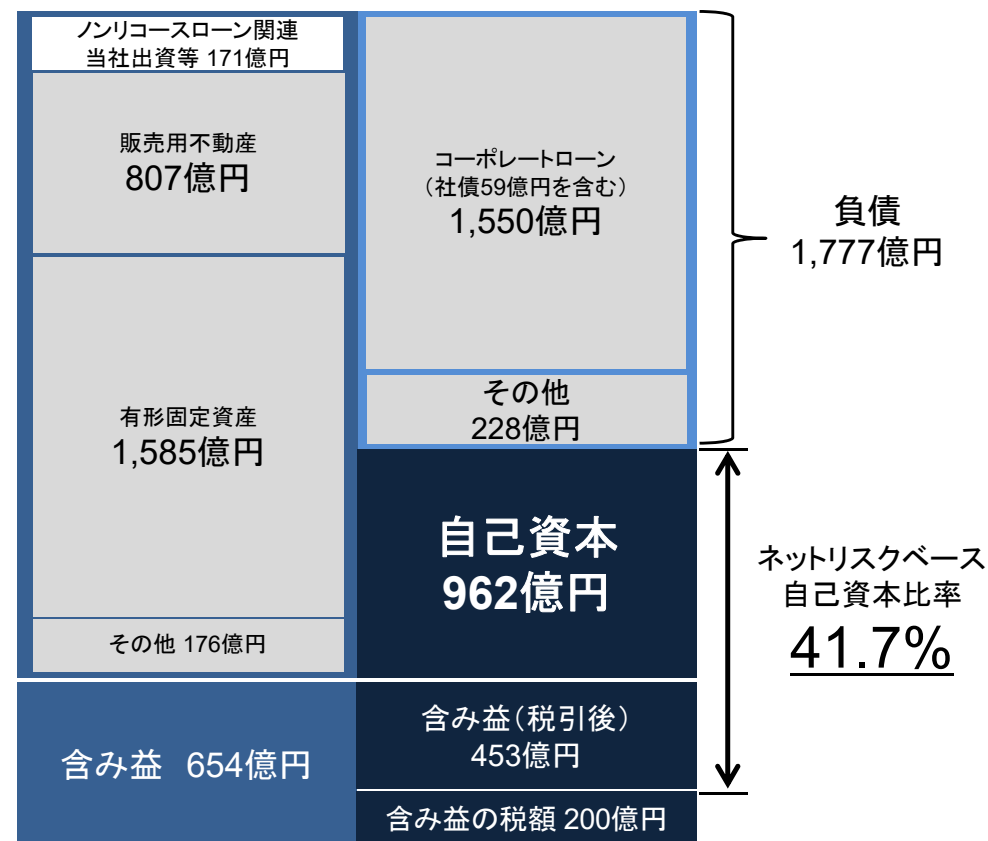 ノンリコースローン関連
当社出資等 171億円
販売用不動産
807億円
有形固定資産
1,585億円
その他 176億円
含み益 654億円
コーポレートローン
（社債59億円を含む）
1,550億円
その他
228億円
自己資本
962億円
含み益（税引後）
453億円
含み益の税額 200億円
負債
1,777億円
ネットリスクベース
自己資本比率
41.7%